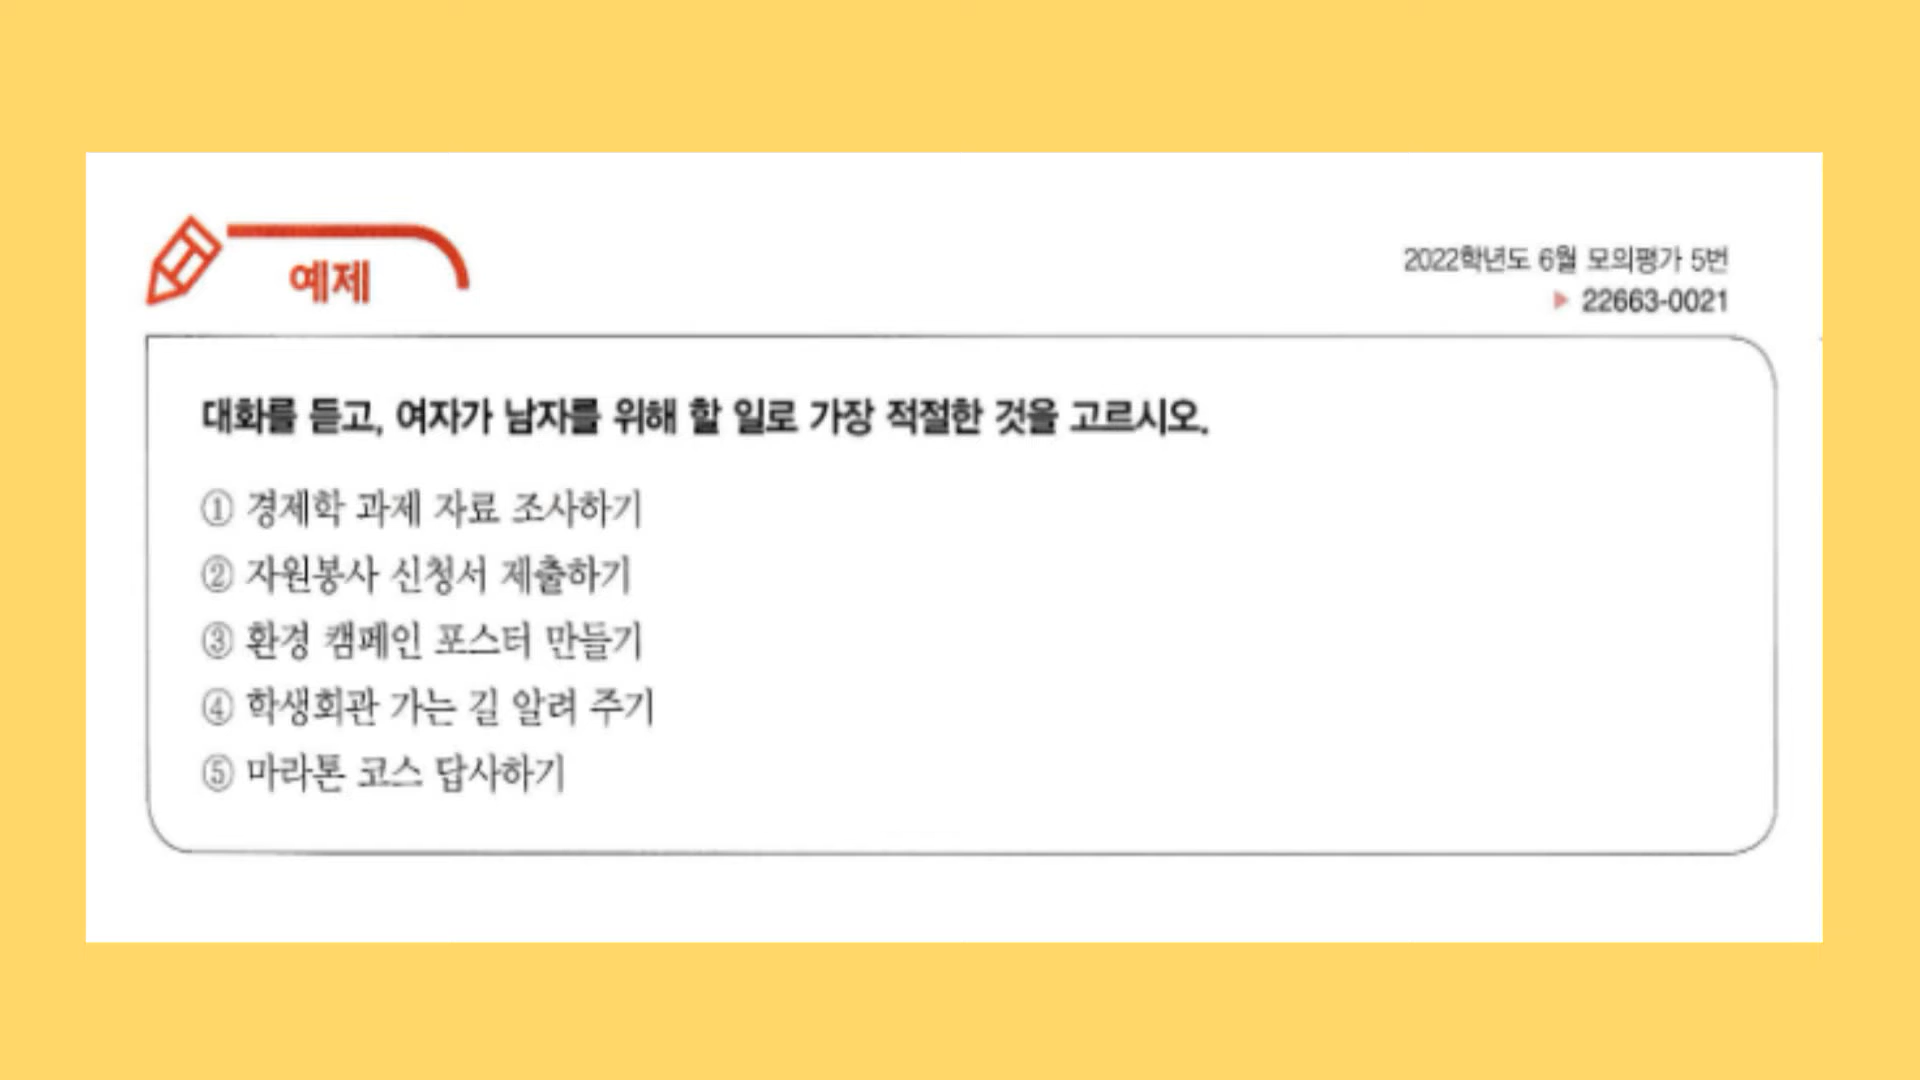 예제
2022학년도 6월 모의평가 5번
▶ 22663-0021
대화를 듣고, 여자가 남자를 위해 할 일로 가장 적절한 것을 고르시오.
① 경제학 과제 자료 조사하기
② 자원봉사 신청서 제출하기
③ 환경 캠페인 포스터 만들기
④ 학생회관 가는 길 알려 주기
⑤ 마라톤 코스 답사하기